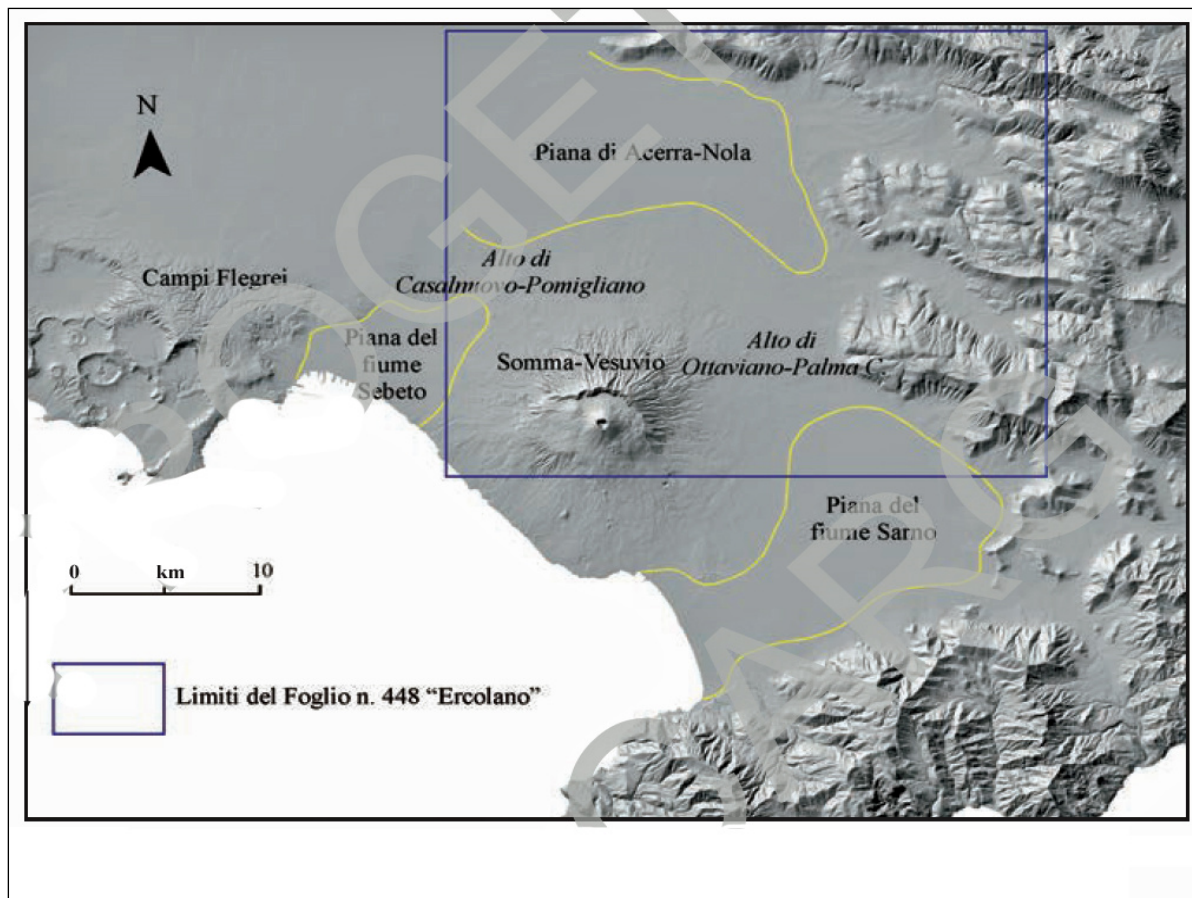 N
Piana di Acerra-Nola
Alto di
Casalnuovo-Pomigliano
Campi Flegrei
Piana del
fiume
Sebeto
Somma-Vesuvio
Alto di
Ottaviano-Palma C.
Piana del
fiume Sarno
0 km 10
Limiti del Foglio n. 448 “Ercolano”